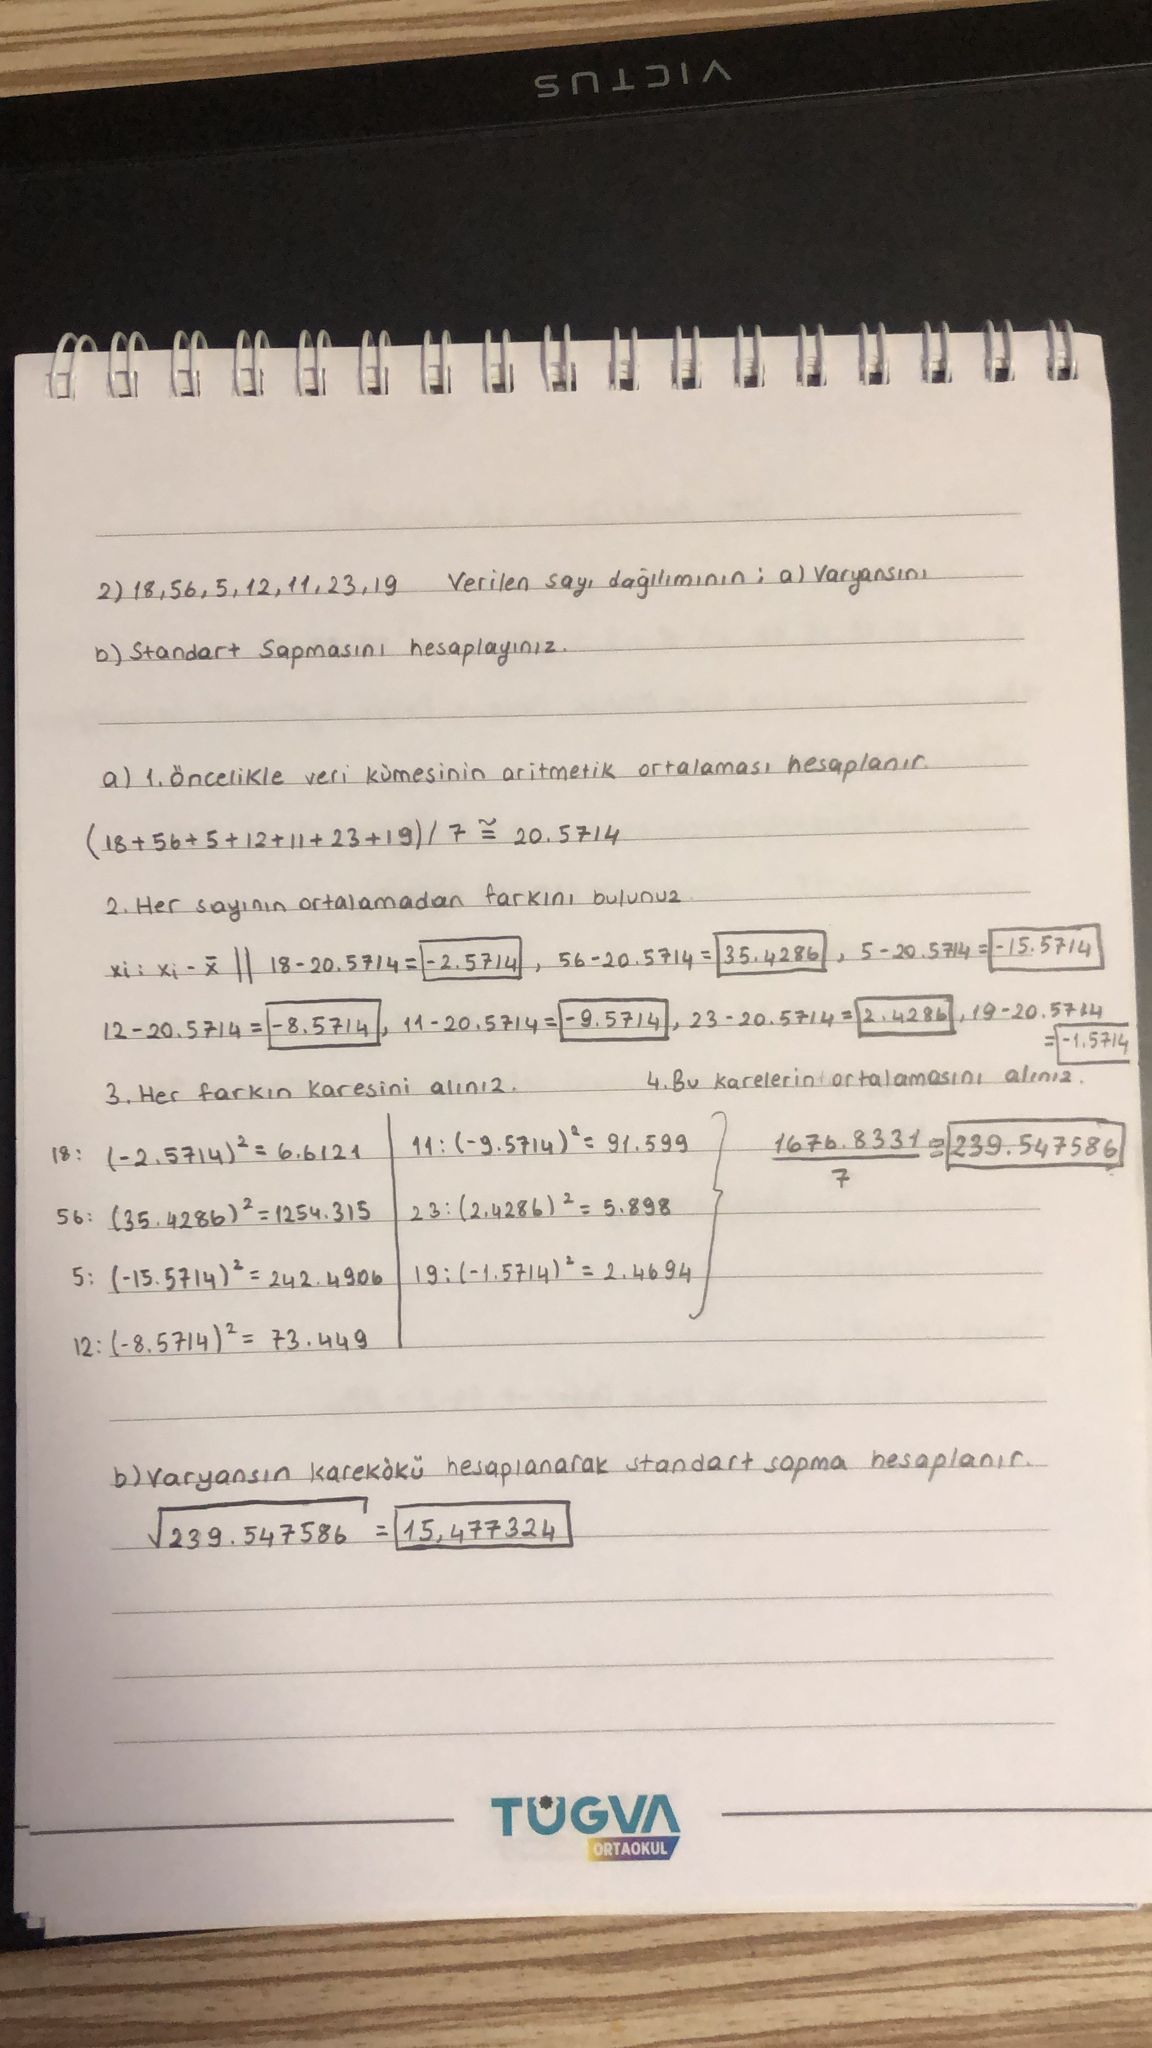 VICTUS
2) 18, 56, 5, 12, 11, 23, 19 Verilen sayı dağılımının ; a) Varyansını
b) Standart Sapmasını hesaplayınız.
a) 1. Öncelikle veri kümesinin aritmetik ortalaması hesaplanır.
(18+56+5+12+11+23+19) / 7 ≅ 20.5714
2. Her sayının ortalamadan farkını bulunuz
xi : xi - x̄ || 18-20.5714 = -2.5714, 56-20.5714 = 35.4286, 5-20.5714 = -15.5714
12-20.5714 = -8.5714, 11-20.5714 = -9.5714, 23-20.5714 = 2.4286, 19-20.5714
= -1.5714
3. Her farkın karesini alınız. 4. Bu karelerin ortalamasını alınız.
18: (-2.5714)² = 6.6121 11: (-9.5714)² = 91.599 1676.8331 / 7 = 239.547586
56: (35.4286)² = 1254.315 23: (2.4286)² = 5.898
5: (-15.5714)² = 242.4906 19: (-1.5714)² = 2.4694
12: (-8.5714)² = 73.449
b) Varyansın karekökü hesaplanarak standart sapma hesaplanır.
√239.547586 = 15,477324
TÜGVA
ORTAOKUL